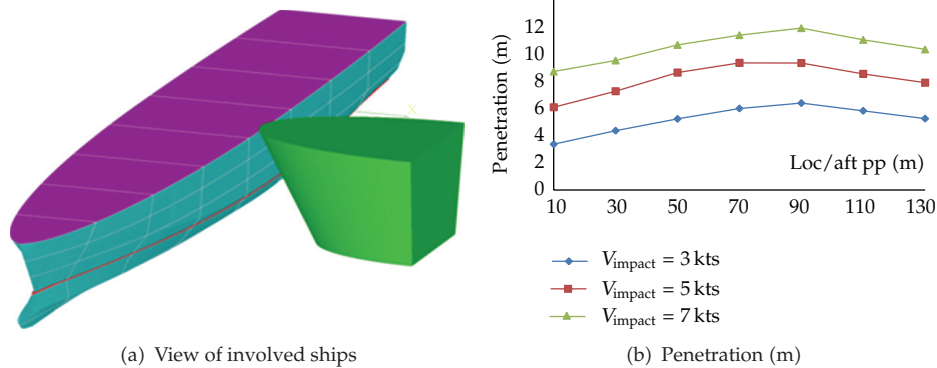 X
12
10
8
6
4
2
0
Penetration (m)
Loc/aft pp (m)
10 30 50 70 90 110 130
V_impact = 3 kts
V_impact = 5 kts
V_impact = 7 kts
(a) View of involved ships
(b) Penetration (m)